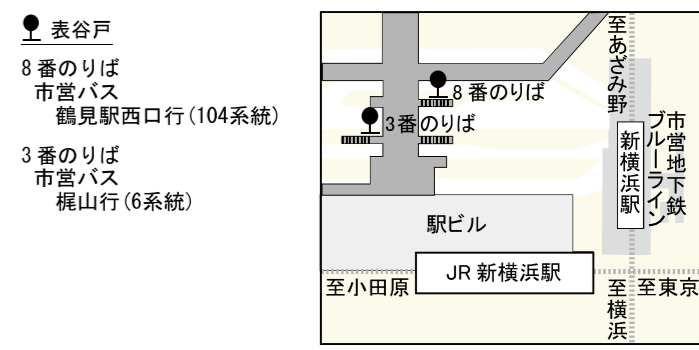 表谷戸
8番のりば
市営バス
鶴見駅西口行(104系統)
3番のりば
市営バス
梶山行(6系統)
至あざみ野
8番のりば
3番のりば
市営地下鉄
ブルーライン
新横浜駅
駅ビル
JR 新横浜駅
至小田原
至横浜
至東京